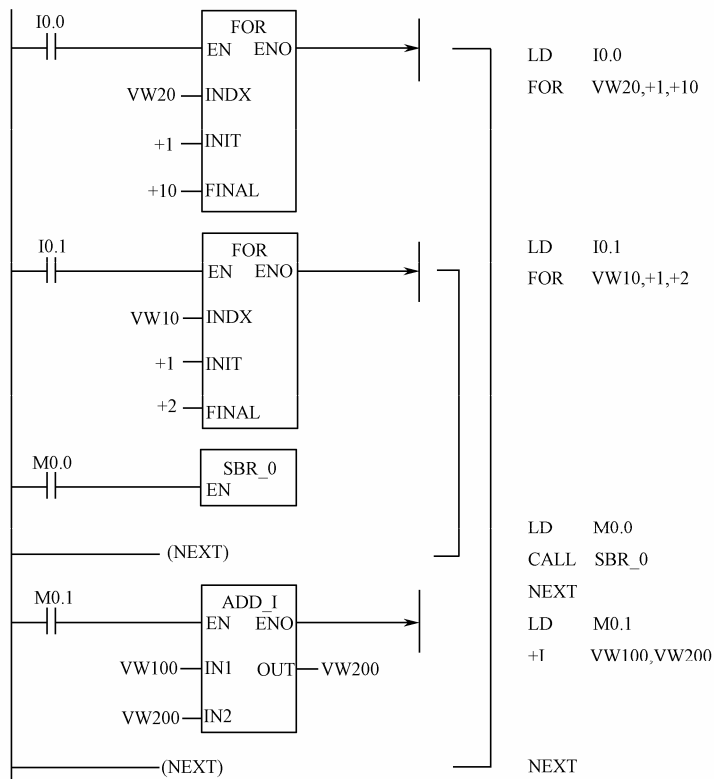 I0.0
FOR
EN ENO
VW20 INDX
+1 INIT
+10 FINAL
LD I0.0
FOR VW20,+1,+10
I0.1
FOR
EN ENO
VW10 INDX
+1 INIT
+2 FINAL
LD I0.1
FOR VW10,+1,+2
M0.0
SBR_0
EN
(NEXT)
LD M0.0
CALL SBR_0
NEXT
M0.1
ADD_I
EN ENO
VW100 IN1 OUT VW200
VW200 IN2
LD M0.1
+I VW100,VW200
(NEXT)
NEXT